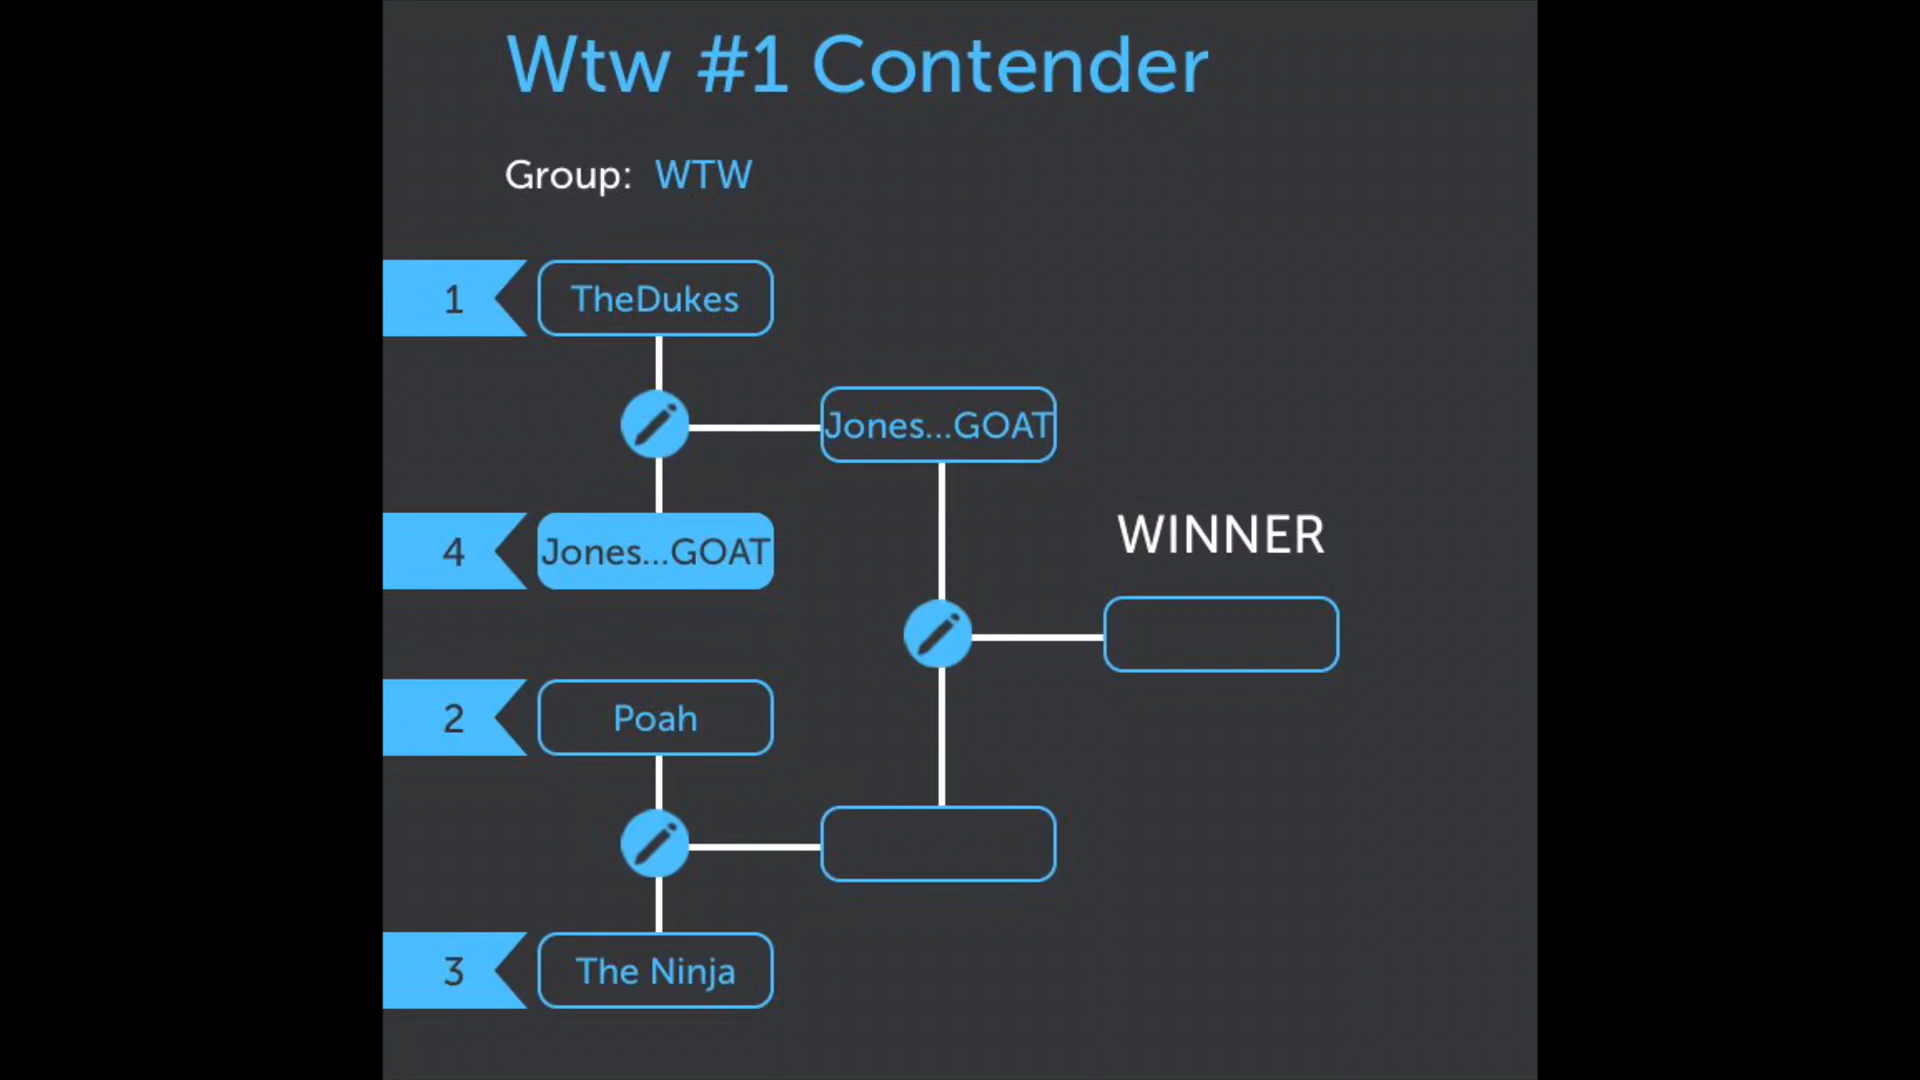 Wtw #1 Contender
Group: WTW
1 TheDukes
Jones...GOAT
4 Jones...GOAT
WINNER
2 Poah
3 The Ninja